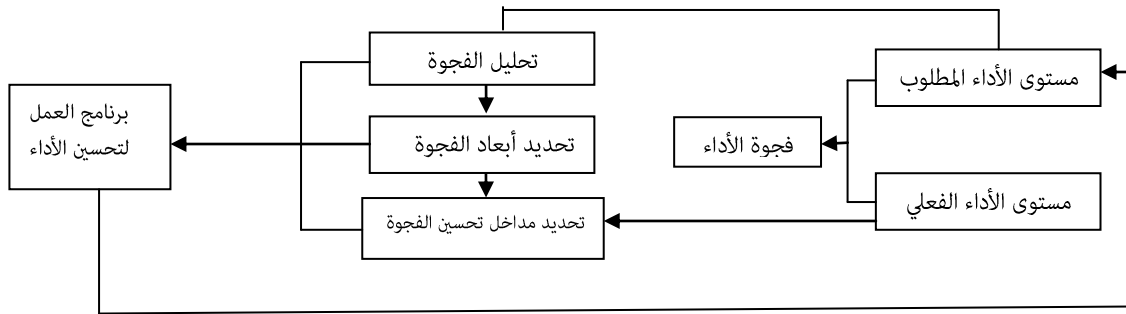 مستوى الأداء المطلوب
مستوى الأداء الفعلي
فجوة الأداء
تحليل الفجوة
تحديد أبعاد الفجوة
تحديد مداخل تحسين الفجوة
برنامج العمل
لتحسين الأداء